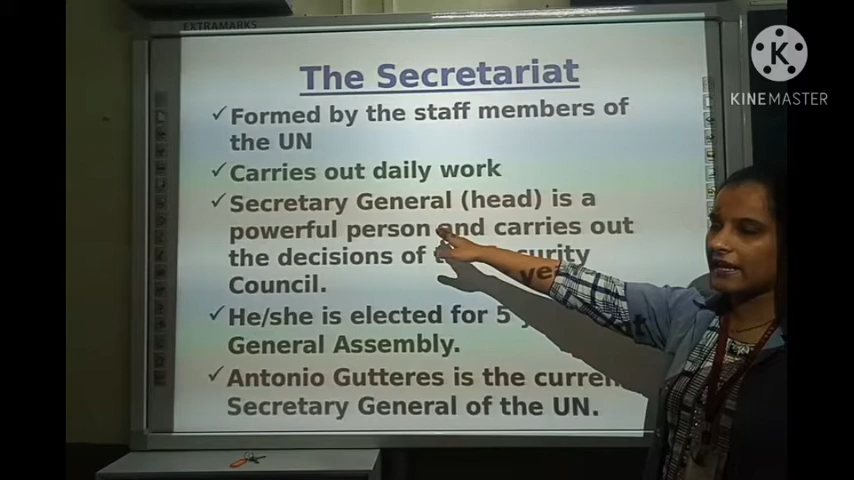 EXTRAMARKS
The Secretariat
✓ Formed by the staff members of
the UN
✓ Carries out daily work
✓ Secretary General (head) is a
powerful person and carries out
the decisions of the Security
Council.
✓ He/she is elected for 5 at
General Assembly.
✓ Antonio Gutteres is the curren
Secretary General of the UN.
K
KINEMASTER